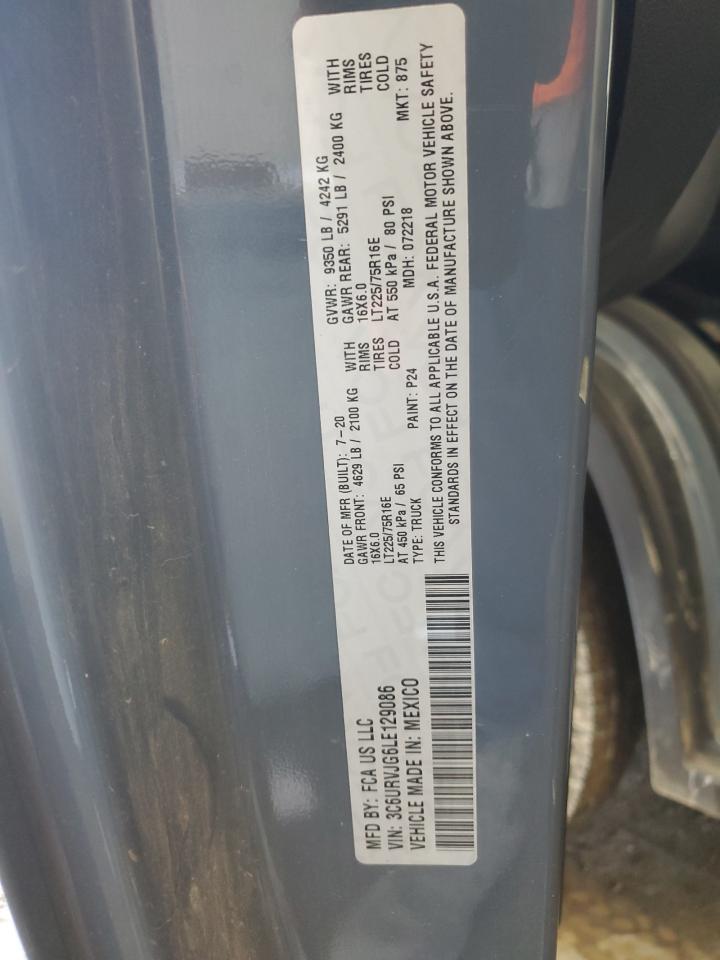 MFD BY: FCA US LLC
VIN: 3C6URVJG6LE129086
VEHICLE MADE IN: MEXICO
DATE OF MFR (BUILT): 7-20
GVWR: 9350 LB / 4242 KG
GAWR FRONT: 4629 LB / 2100 KG WITH
16X6.0 RIMS
LT225/75R16E TIRES
AT 450 kPa / 65 PSI COLD
GAWR REAR: 5291 LB / 2400 KG WITH
16X6.0 RIMS
LT225/75R16E TIRES
AT 550 kPa / 80 PSI COLD
TYPE: TRUCK PAINT: P24 MDH: 072218 MKT: 875
THIS VEHICLE CONFORMS TO ALL APPLICABLE U.S.A. FEDERAL MOTOR VEHICLE SAFETY
STANDARDS IN EFFECT ON THE DATE OF MANUFACTURE SHOWN ABOVE.